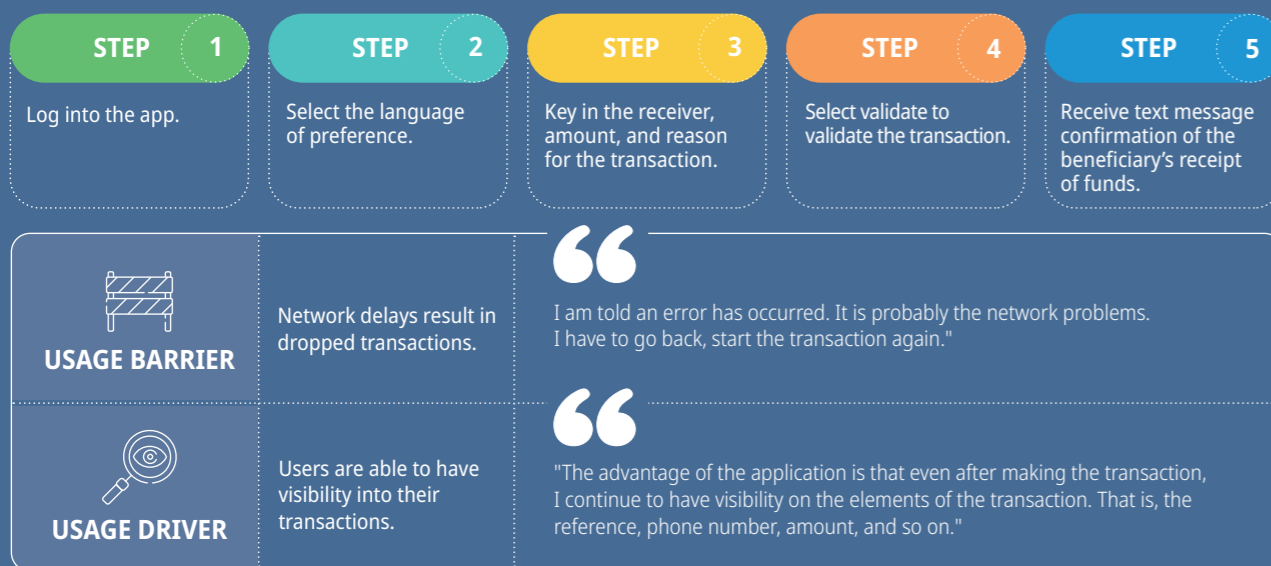 STEP 1
Log into the app.
STEP 2
Select the language
of preference.
STEP 3
Key in the receiver,
amount, and reason
for the transaction.
STEP 4
Select validate to
validate the transaction.
STEP 5
Receive text message
confirmation of the
beneficiary's receipt
of funds.
USAGE BARRIER
Network delays result in
dropped transactions.
“
I am told an error has occurred. It is probably the network problems.
I have to go back, start the transaction again."
USAGE DRIVER
Users are able to have
visibility into their
transactions.
“
"The advantage of the application is that even after making the transaction,
I continue to have visibility on the elements of the transaction. That is, the
reference, phone number, amount, and so on."